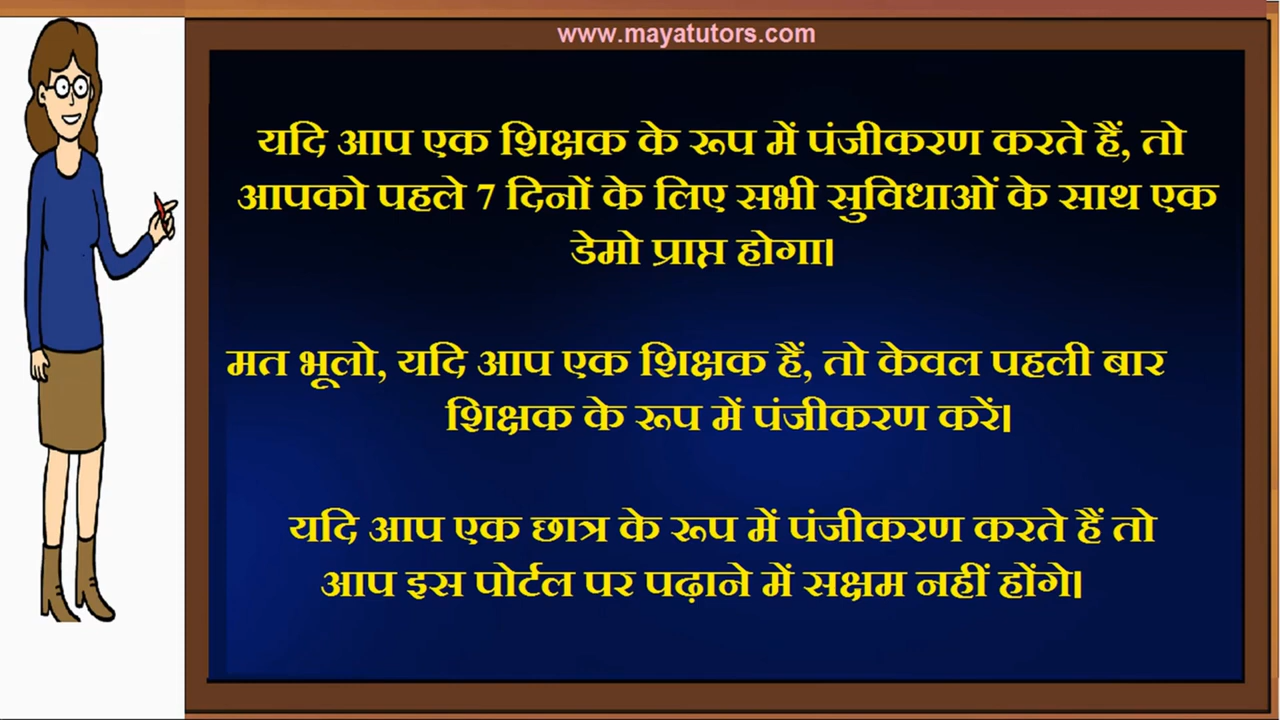 www.mayatutors.com
यदि आप एक शिक्षक के रूप में पंजीकरण करते हैं, तो
आपको पहले 7 दिनों के लिए सभी सुविधाओं के साथ एक
डेमो प्राप्त होगा।
मत भूलो, यदि आप एक शिक्षक हैं, तो केवल पहली बार
शिक्षक के रूप में पंजीकरण करें।
यदि आप एक छात्र के रूप में पंजीकरण करते हैं तो
आप इस पोर्टल पर पढ़ाने में सक्षम नहीं होंगे।